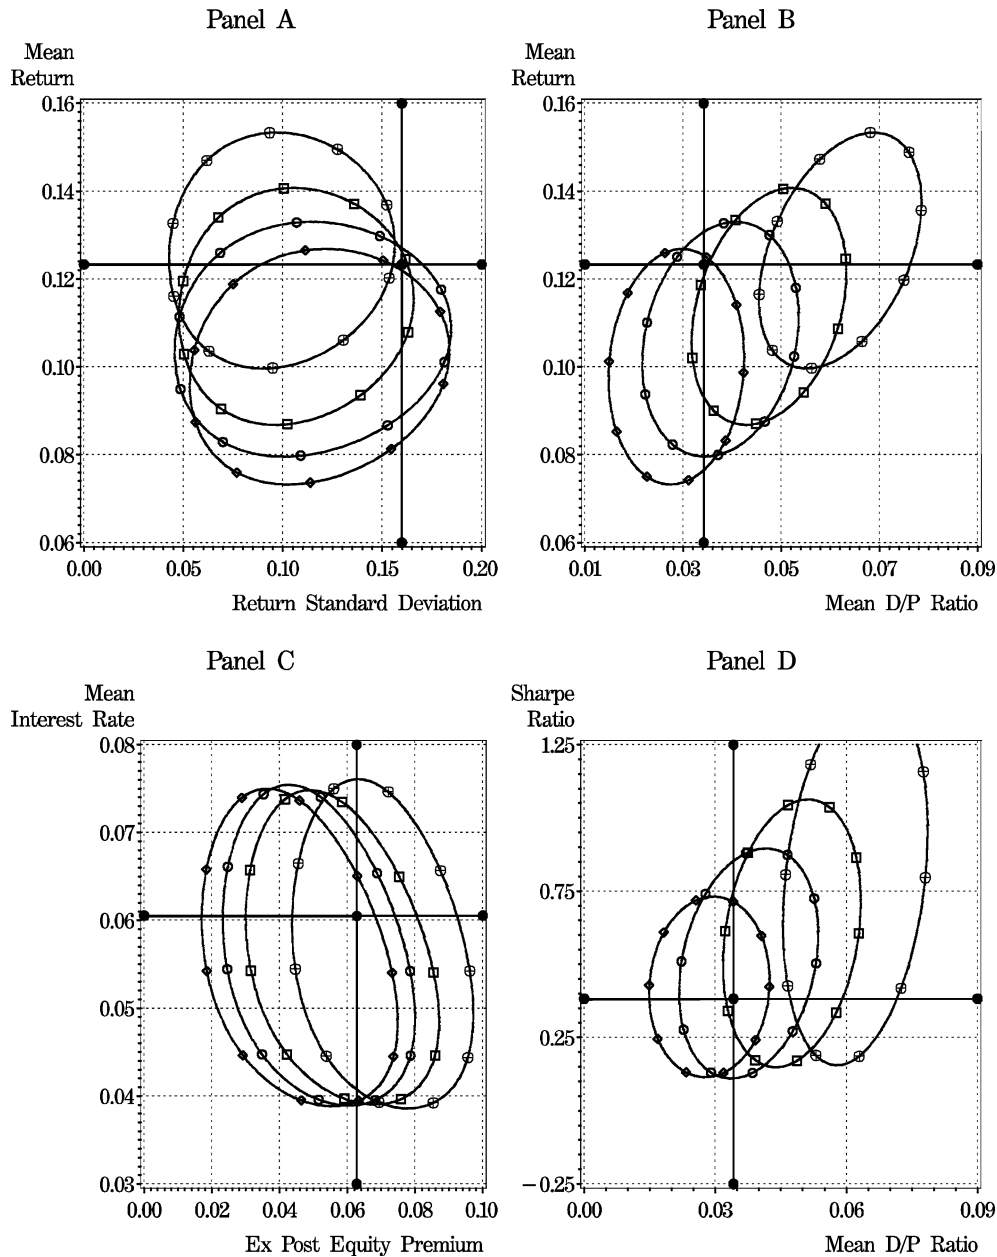 Panel A
Mean
Return
0.16
0.14
0.12
0.10
0.08
0.06
0.00 0.05 0.10 0.15 0.20
Return Standard Deviation
Panel B
Mean
Return
0.16
0.14
0.12
0.10
0.08
0.06
0.01 0.03 0.05 0.07 0.09
Mean D/P Ratio
Panel C
Mean
Interest Rate
0.08
0.07
0.06
0.05
0.04
0.03
0.00 0.02 0.04 0.06 0.08 0.10
Ex Post Equity Premium
Panel D
Sharpe
Ratio
1.25
0.75
0.25
−0.25
0.00 0.03 0.06 0.09
Mean D/P Ratio